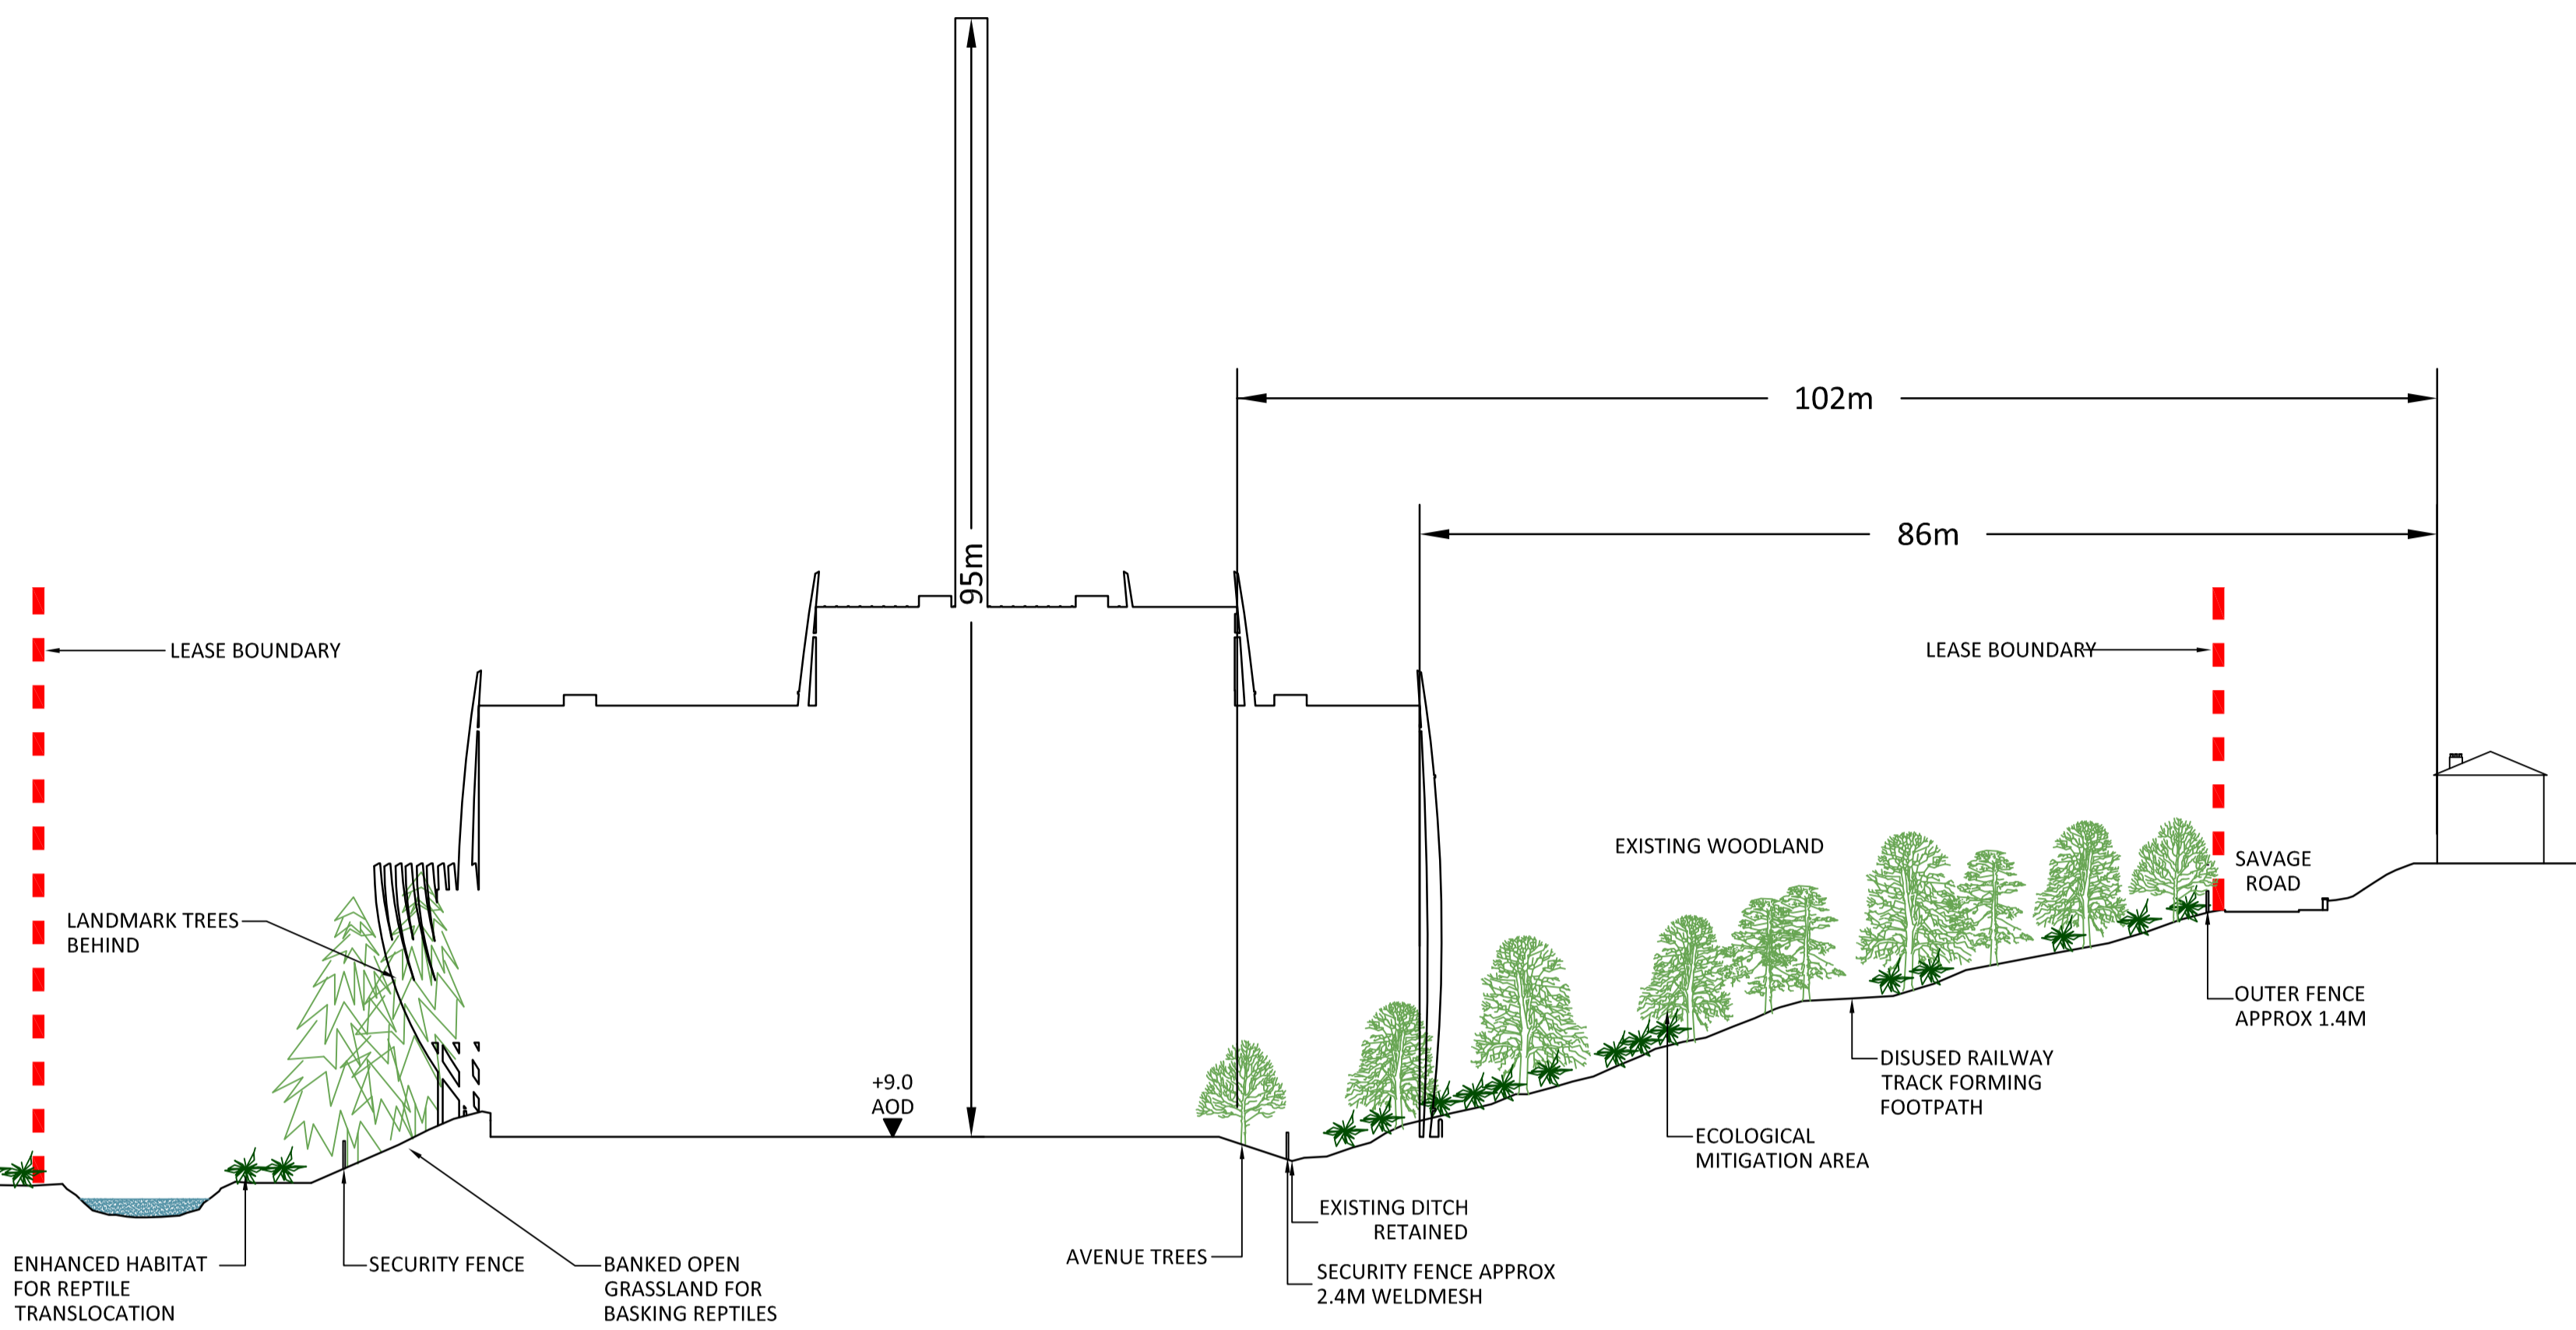 102m
86m
95m
LEASE BOUNDARY
LEASE BOUNDARY
EXISTING WOODLAND
SAVAGE
ROAD
LANDMARK TREES
BEHIND
OUTER FENCE
APPROX 1.4M
DISUSED RAILWAY
TRACK FORMING
FOOTPATH
+9.0
AOD
ECOLOGICAL
MITIGATION AREA
EXISTING DITCH
RETAINED
AVENUE TREES
SECURITY FENCE APPROX
2.4M WELDMESH
ENHANCED HABITAT
FOR REPTILE
TRANSLOCATION
SECURITY FENCE
BANKED OPEN
GRASSLAND FOR
BASKING REPTILES